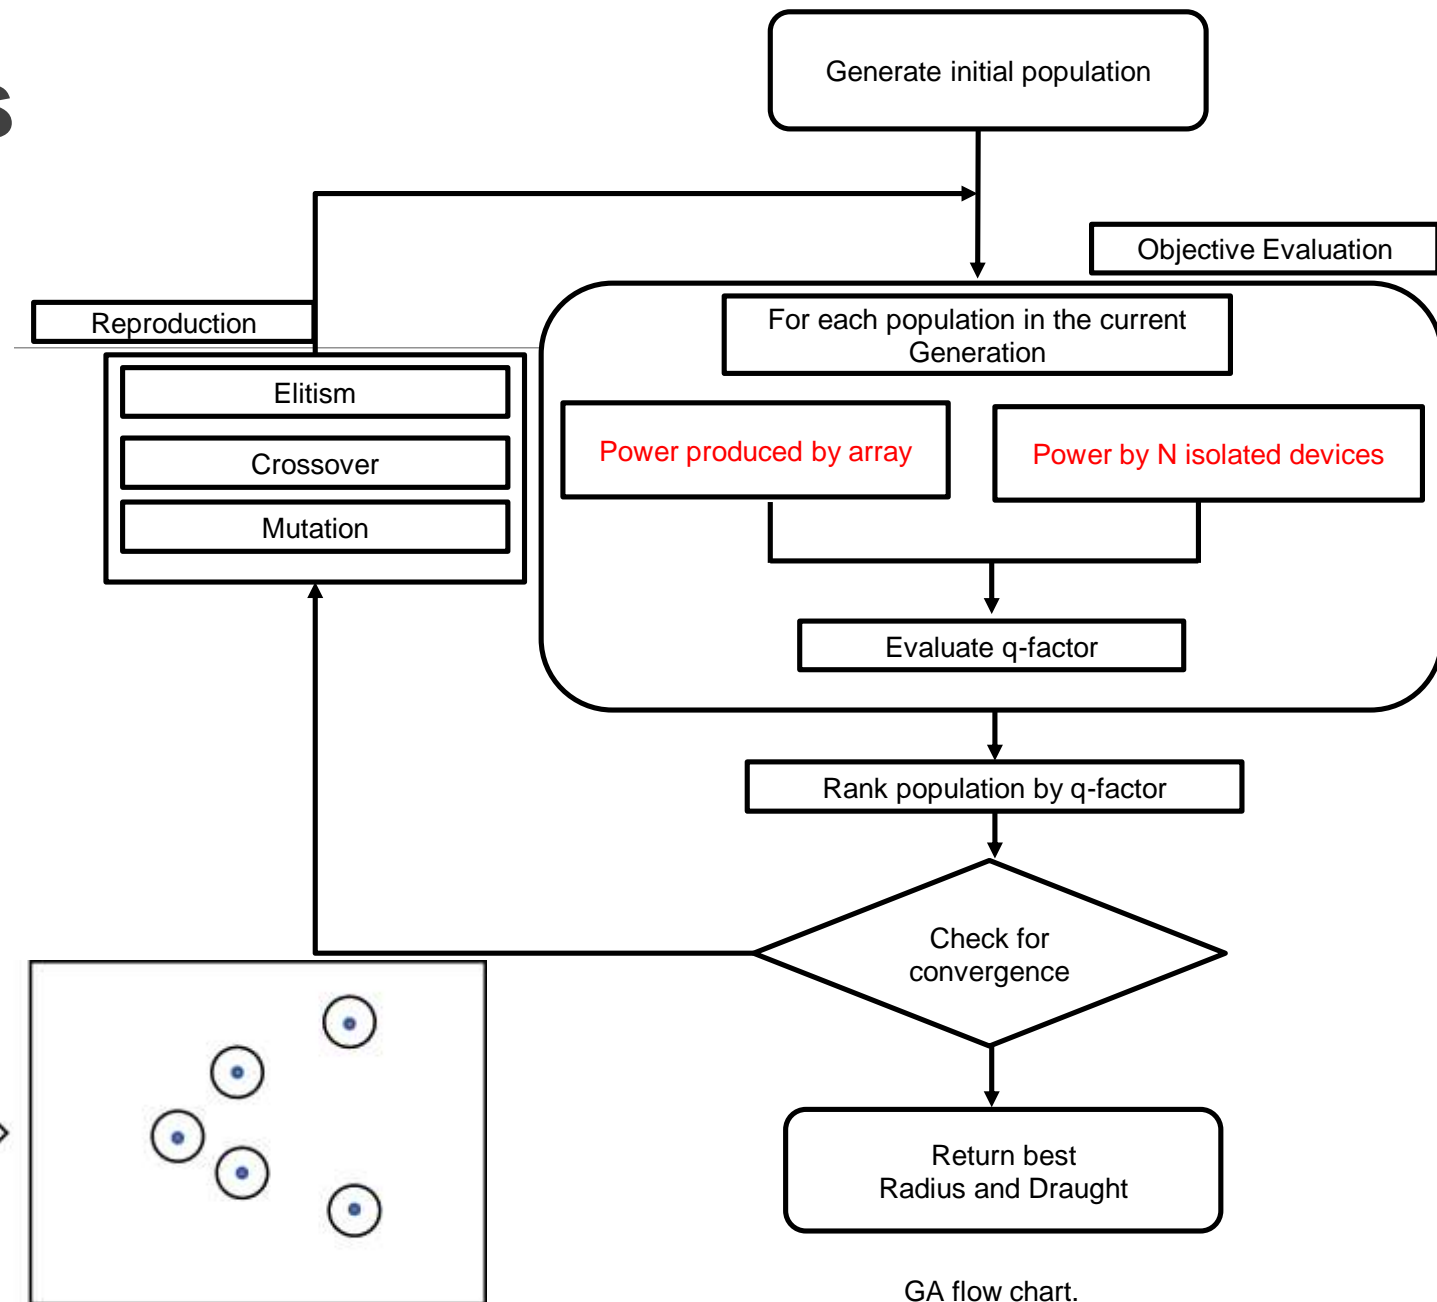 s
Generate initial population
Objective Evaluation
Reproduction
For each population in the current
Generation
Elitism
Crossover
Mutation
Power produced by array
Power by N isolated devices
Evaluate q-factor
Rank population by q-factor
Check for
convergence
Return best
Radius and Draught
GA flow chart.